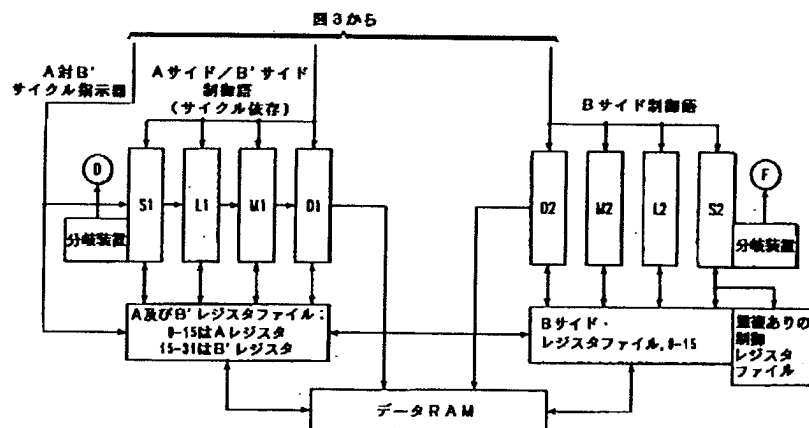 図3から
A対B'
サイクル指示器
Aサイド／B'サイド
制御語
（サイクル依存）
Bサイド制御語
D
S1
L1
M1
D1
D2
M2
L2
S2
F
分岐装置
分岐装置
A及びB'レジスタファイル：
0-15はAレジスタ
15-31はB'レジスタ
Bサイド・
レジスタファイル,0-15
重複ありの
制御
レジスタ
ファイル
データRAM